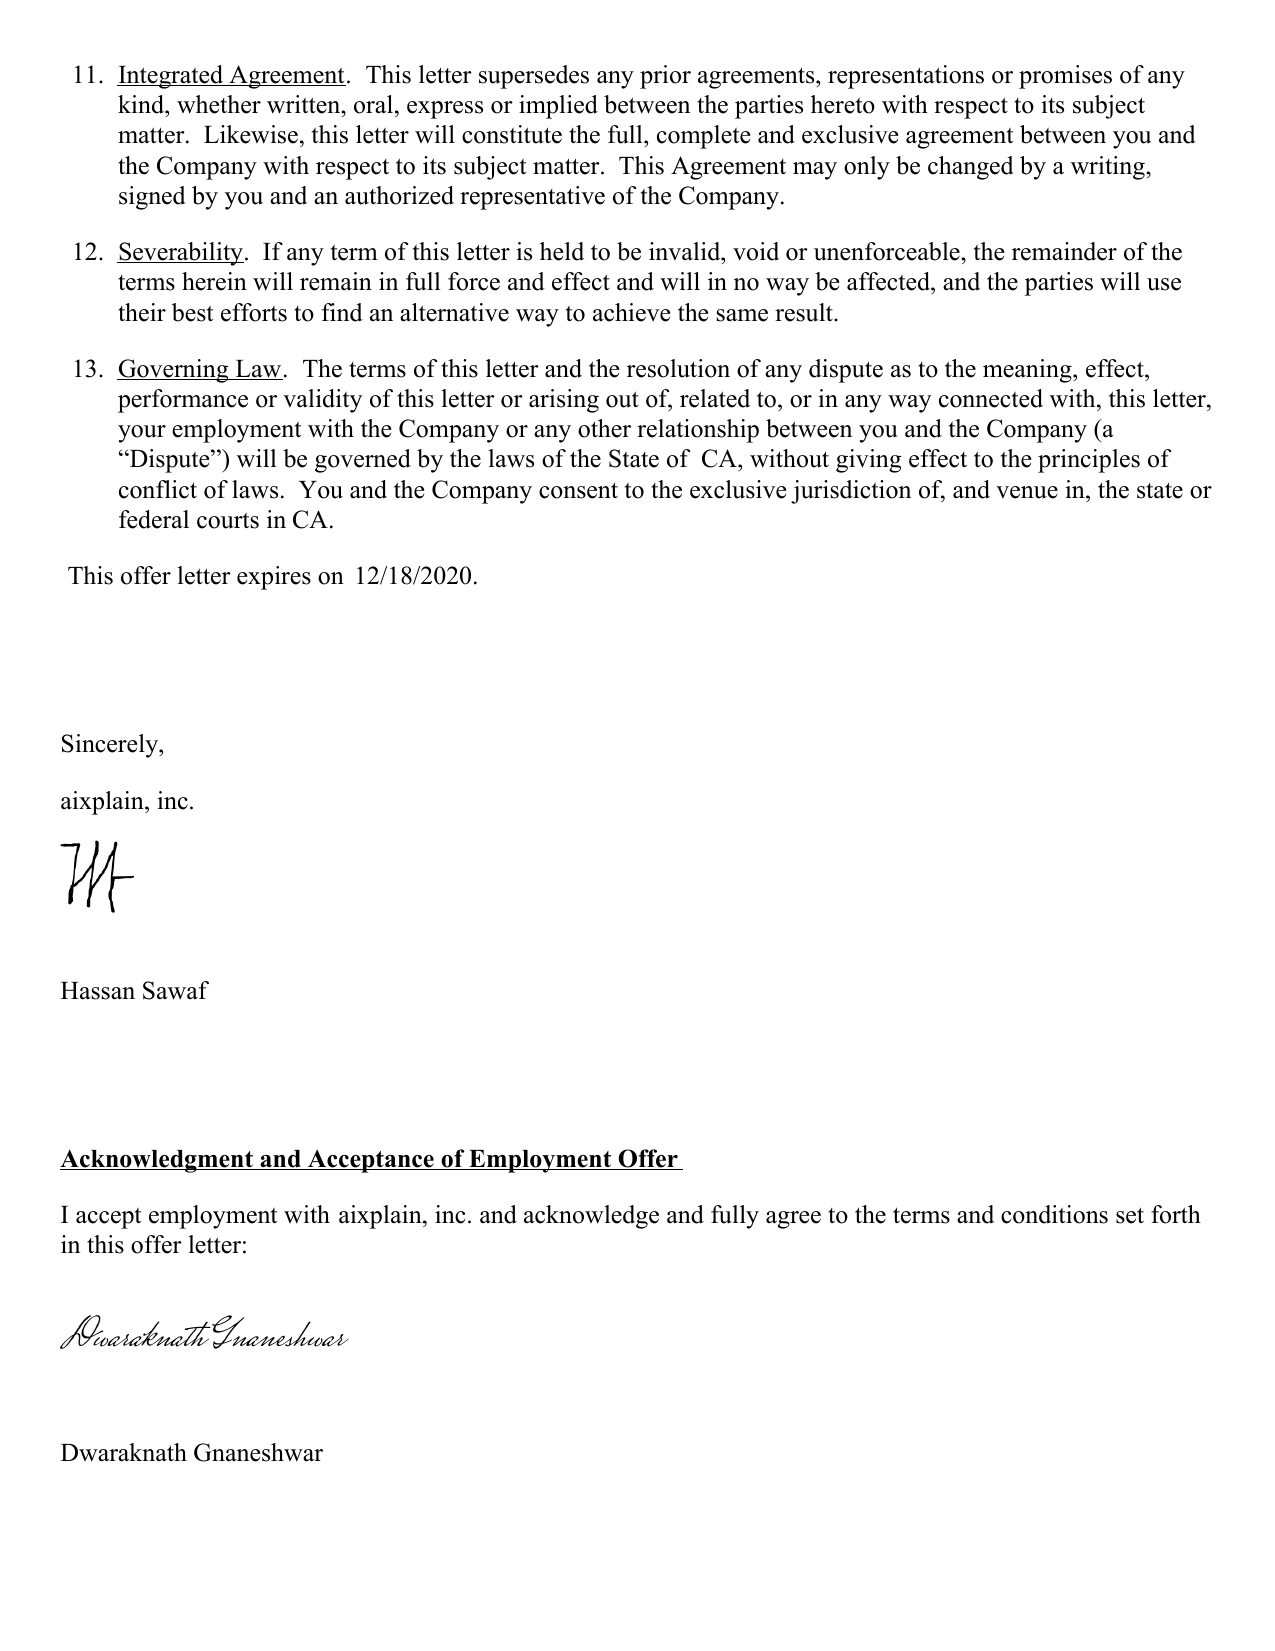 11. Integrated Agreement. This letter supersedes any prior agreements, representations or promises of any
kind, whether written, oral, express or implied between the parties hereto with respect to its subject
matter. Likewise, this letter will constitute the full, complete and exclusive agreement between you and
the Company with respect to its subject matter. This Agreement may only be changed by a writing,
signed by you and an authorized representative of the Company.
12. Severability. If any term of this letter is held to be invalid, void or unenforceable, the remainder of the
terms herein will remain in full force and effect and will in no way be affected, and the parties will use
their best efforts to find an alternative way to achieve the same result.
13. Governing Law. The terms of this letter and the resolution of any dispute as to the meaning, effect,
performance or validity of this letter or arising out of, related to, or in any way connected with, this letter,
your employment with the Company or any other relationship between you and the Company (a
“Dispute”) will be governed by the laws of the State of CA, without giving effect to the principles of
conflict of laws. You and the Company consent to the exclusive jurisdiction of, and venue in, the state or
federal courts in CA.
This offer letter expires on 12/18/2020.
Sincerely,
aixplain, inc.
Hassan Sawaf
Acknowledgment and Acceptance of Employment Offer
I accept employment with aixplain, inc. and acknowledge and fully agree to the terms and conditions set forth
in this offer letter:
Dwaraknath Gnaneshwar
Dwaraknath Gnaneshwar